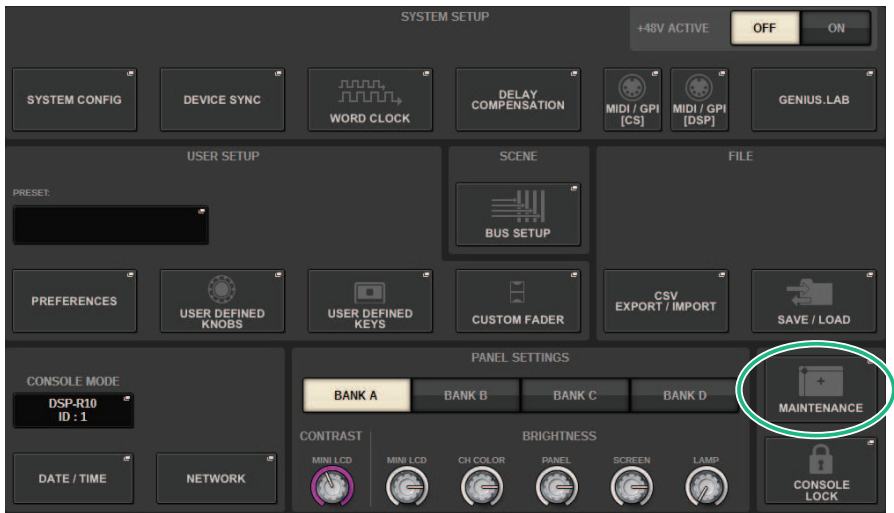 SYSTEM SETUP
+48V ACTIVE
OFF
ON
SYSTEM CONFIG
DEVICE SYNC
WORD CLOCK
DELAY
COMPENSATION
MIDI / GPI
[CS]
MIDI / GPI
[DSP]
GENIUS.LAB
USER SETUP
SCENE
FILE
PRESET:
BUS SETUP
PREFERENCES
USER DEFINED
KNOBS
USER DEFINED
KEYS
CUSTOM FADER
CSV
EXPORT / IMPORT
SAVE / LOAD
CONSOLE MODE
DSP-R10
ID : 1
DATE / TIME
NETWORK
PANEL SETTINGS
BANK A
BANK B
BANK C
BANK D
CONTRAST
BRIGHTNESS
MINI LCD
MINI LCD
CH COLOR
PANEL
SCREEN
LAMP
MAINTENANCE
CONSOLE
LOCK